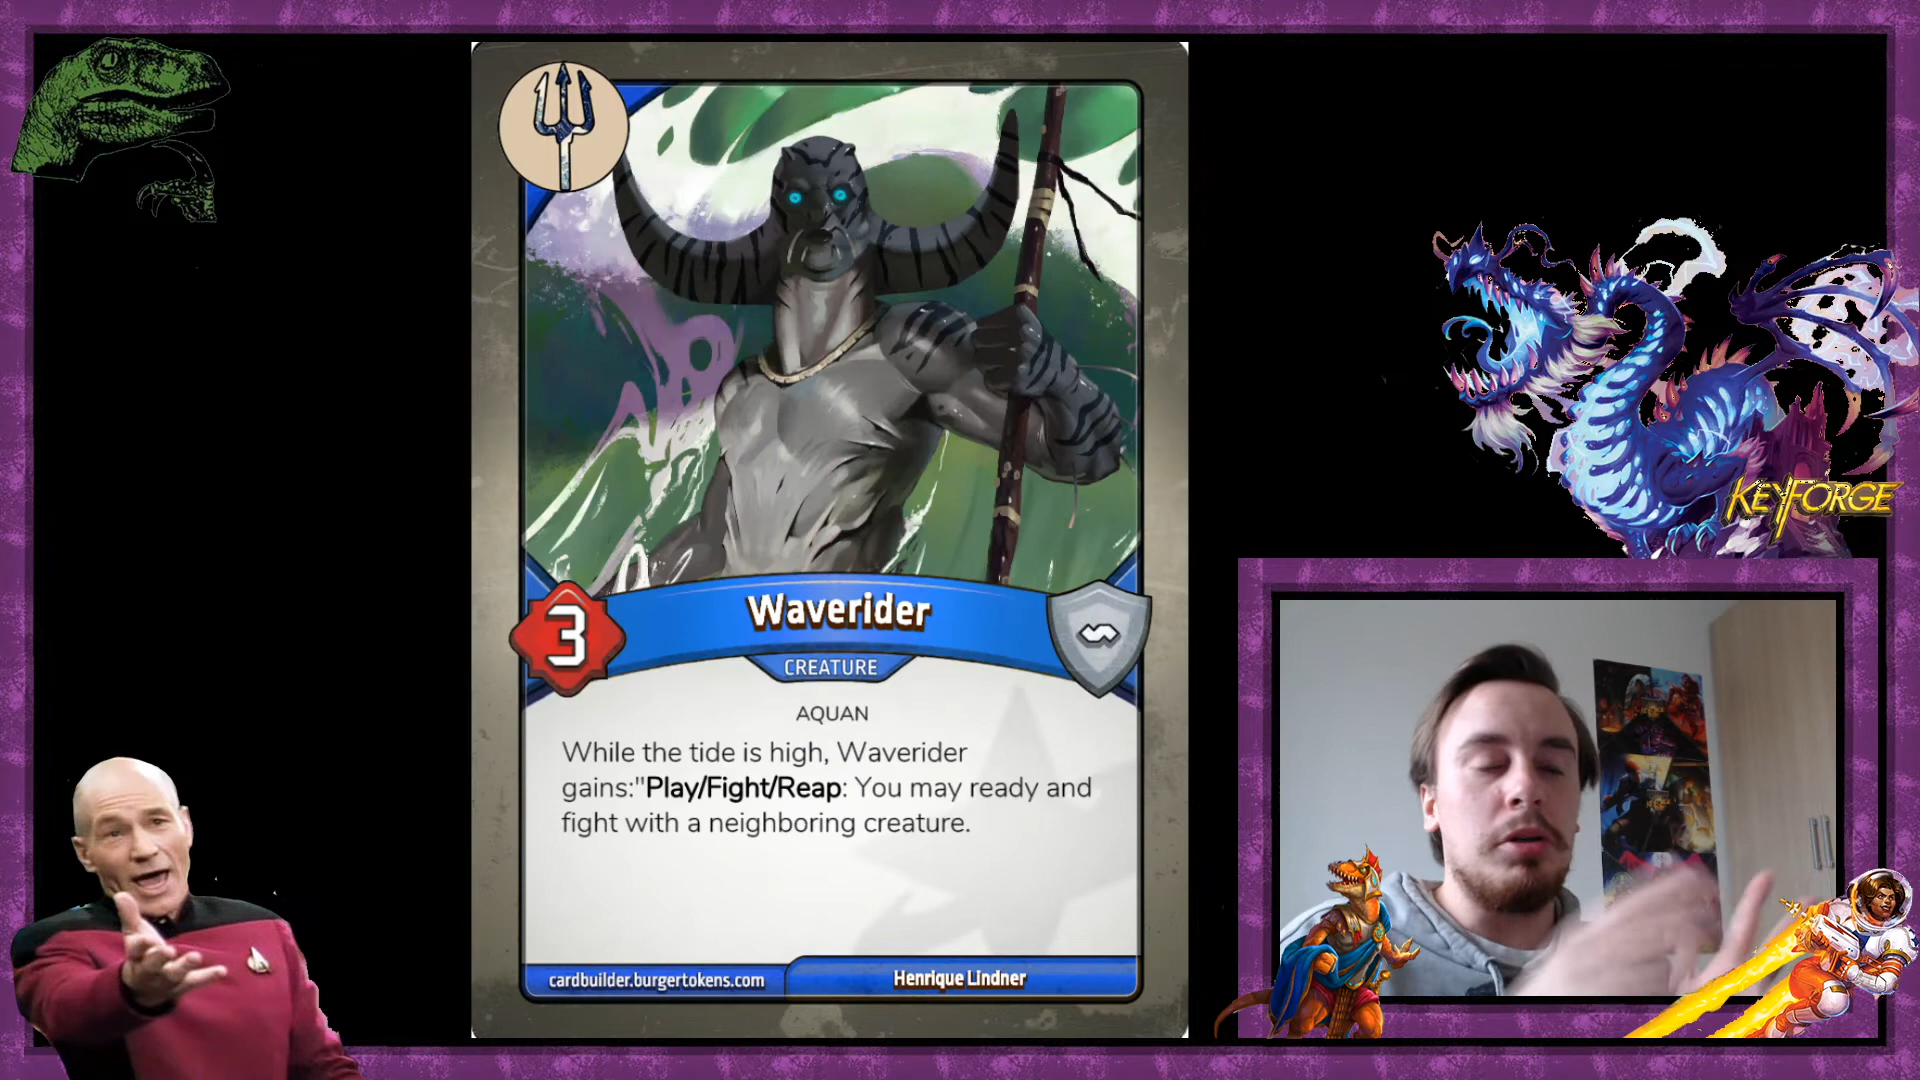 KEYFORGE
3
Waverider
CREATURE
AQUAN
While the tide is high, Waverider
gains:"Play/Fight/Reap: You may ready and
fight with a neighboring creature.
cardbuilder.burgertokens.com
Henrique Lindner